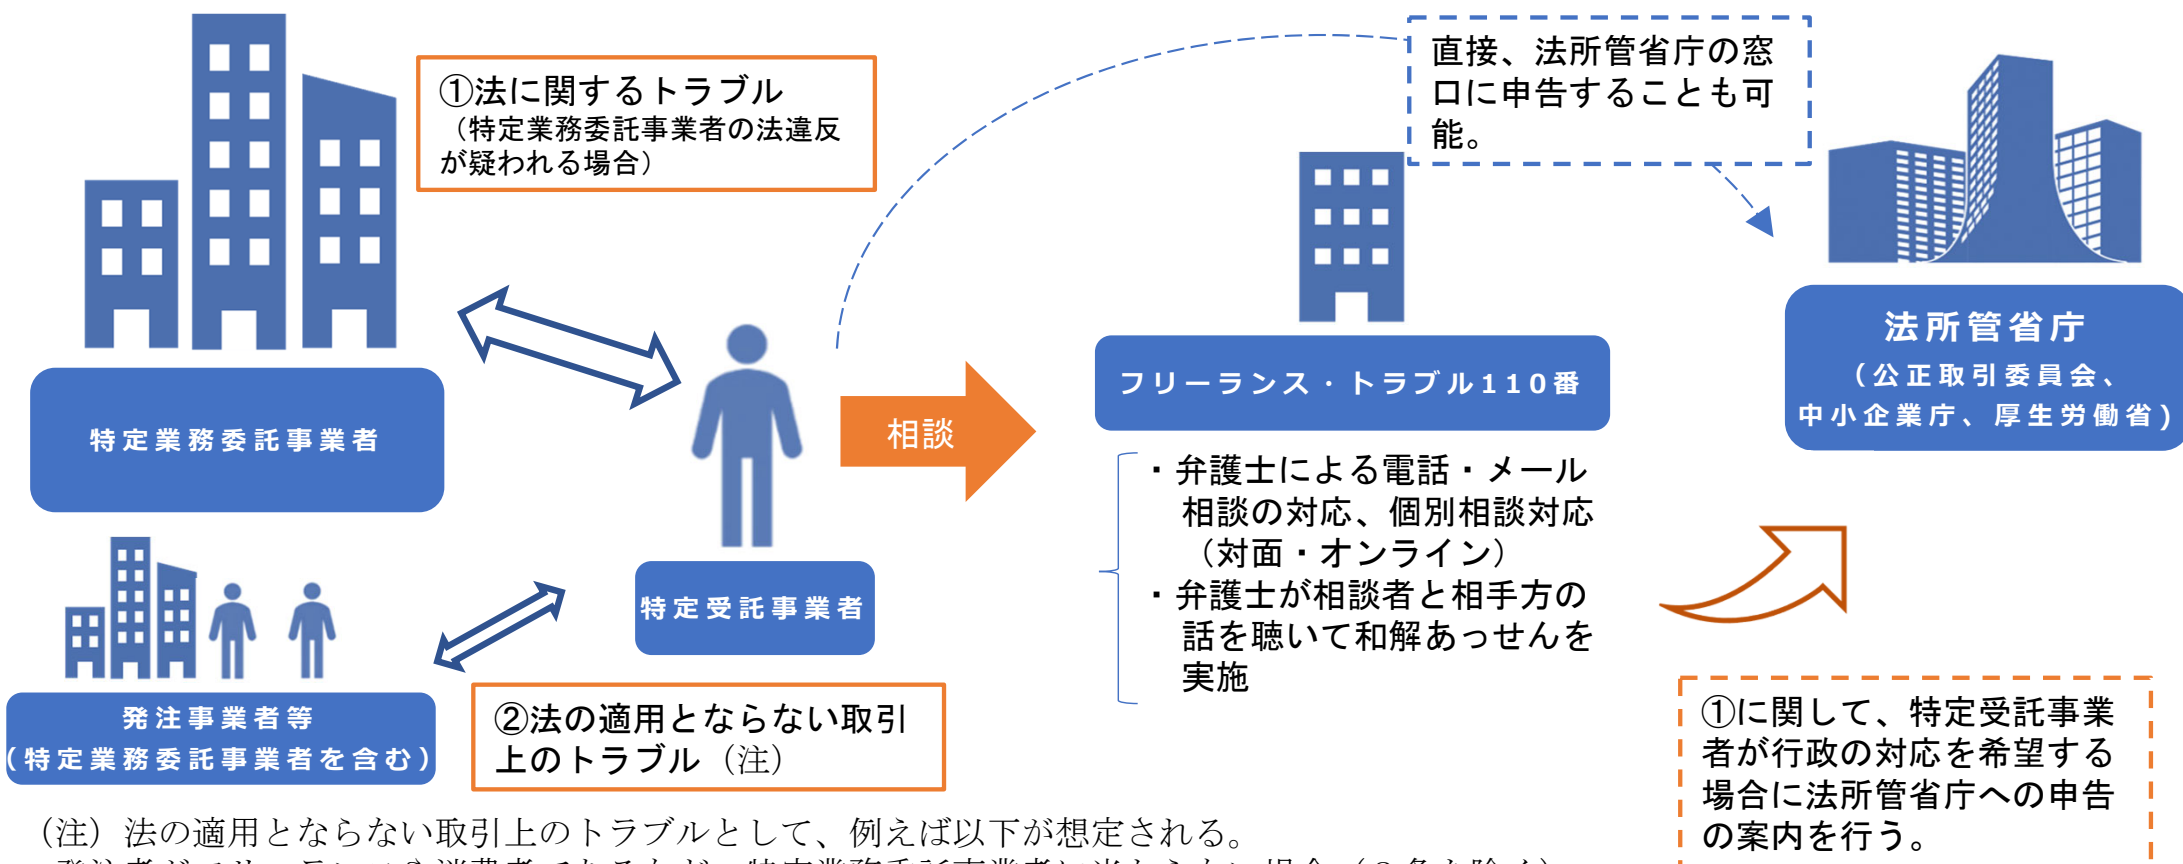 ①法に関するトラブル
（特定業務委託事業者の法違反
が疑われる場合）
直接、法所管省庁の窓
口に申告することも可
能。
特定業務委託事業者
相談
フリーランス・トラブル110番
法所管省庁
（公正取引委員会、
中小企業庁、厚生労働省)
・弁護士による電話・メール
相談の対応、個別相談対応
（対面・オンライン）
・弁護士が相談者と相手方の
話を聴いて和解あっせんを
実施
特定受託事業者
発注事業者等
(特定業務委託事業者を含む)
②法の適用とならない取引
上のトラブル（注）
①に関して、特定受託事業
者が行政の対応を希望する
場合に法所管省庁への申告
の案内を行う。
（注）法の適用とならない取引上のトラブルとして、例えば以下が想定される。